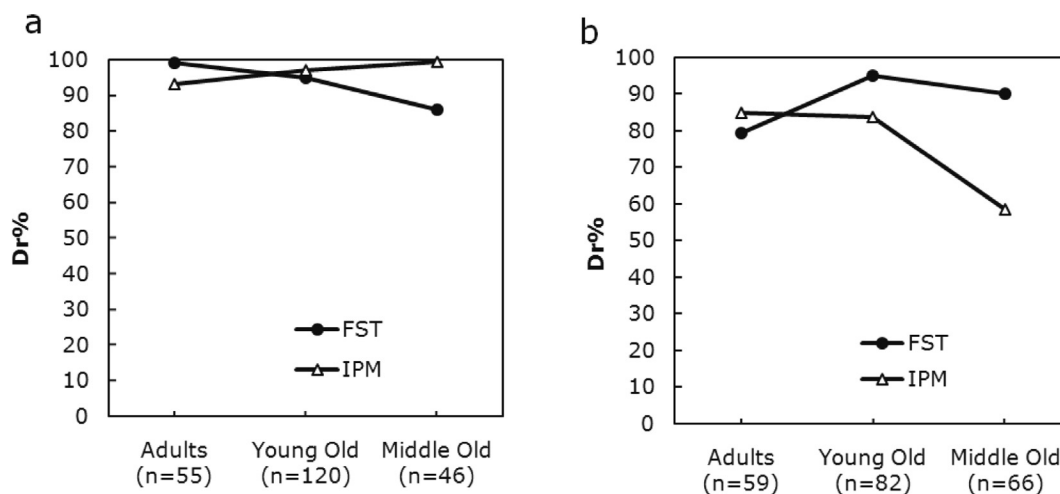 a
100
90
80
70
60
50
40
30
20
10
0
Dr%
FST
IPM
Adults Young Old Middle Old
(n=55) (n=120) (n=46)
b
100
90
80
70
60
50
40
30
20
10
0
Dr%
FST
IPM
Adults Young Old Middle Old
(n=59) (n=82) (n=66)